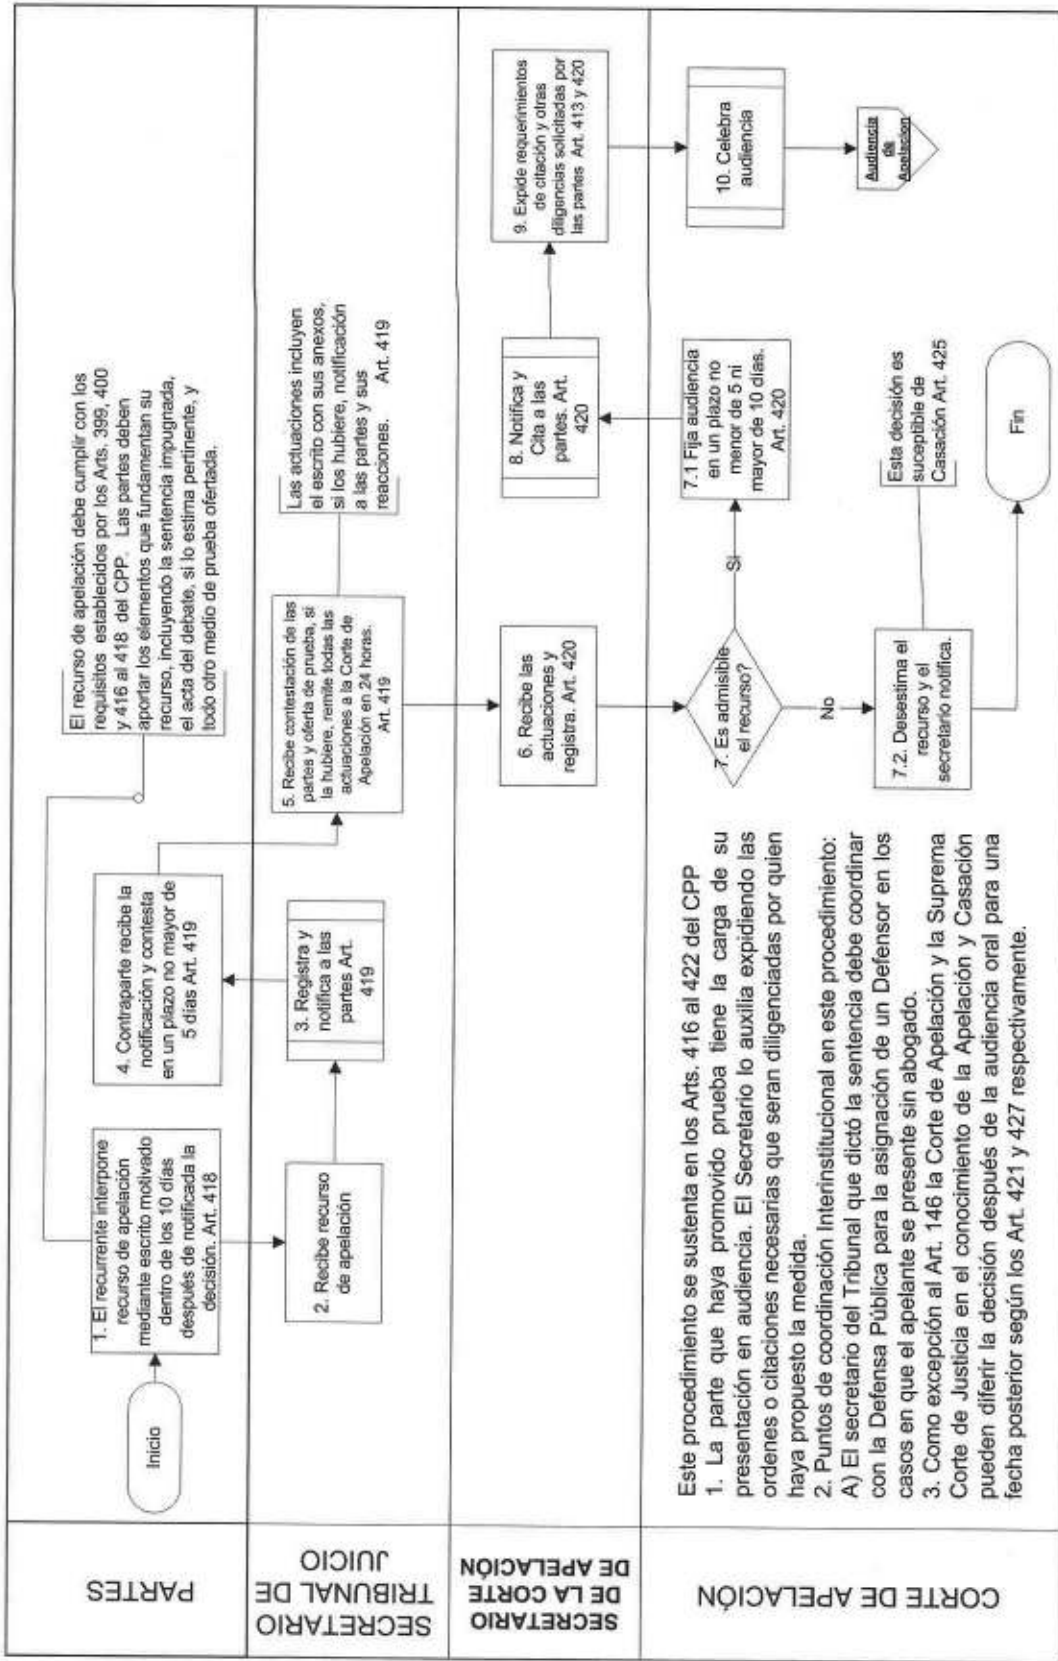 PARTES
Inicio
1. El recurrente interpone
recurso de apelación
mediante escrito motivado
dentro de los 10 días
después de notificada la
decisión. Art. 418
4. Contraparte recibe la
notificación y contesta
en un plazo no mayor de
5 días Art. 419
El recurso de apelación debe cumplir con los
requisitos establecidos por los Arts. 399, 400
y 416 al 418 del CPP. Las partes deben
aportar los elementos que fundamentan su
recurso, incluyendo la sentencia impugnada,
el acta del debate, si lo estima pertinente, y
todo otro medio de prueba ofertada.
SECRETARIO
TRIBUNAL DE
JUICIO
2. Recibe recurso
de apelación
3. Registra y
notifica a las
partes Art.
419
5. Recibe contestación de las
partes y oferta de prueba, si
la hubiere, remite todas las
actuaciones a la Corte de
Apelación en 24 horas.
Art. 419
Las actuaciones incluyen
el escrito con sus anexos,
si los hubiere, notificación
a las partes y sus
reacciones. Art. 419
SECRETARIO
DE LA CORTE
DE APELACIÓN
6. Recibe las
actuaciones y
registra. Art. 420
8. Notifica y
Cita a las
partes. Art.
420
9. Expide requerimientos
de citación y otras
diligencias solicitadas por
las partes Art. 413 y 420
CORTE DE APELACIÓN
7. Es admisible
el recurso?
Si
No
7.1 Fija audiencia
en un plazo no
menor de 5 ni
mayor de 10 días.
Art. 420
7.2. Desestima el
recurso y el
secretario notifica.
Esta decisión es
suceptible de
Casación Art. 425
Fin
10. Celebra
audiencia
Audiencia
de
Apelacion
Este procedimiento se sustenta en los Arts. 416 al 422 del CPP
1. La parte que haya promovido prueba tiene la carga de su
presentación en audiencia. El Secretario lo auxilia expidiendo las
ordenes o citaciones necesarias que seran diligenciadas por quien
haya propuesto la medida.
2. Puntos de coordinación Interinstitucional en este procedimiento:
A) El secretario del Tribunal que dictó la sentencia debe coordinar
con la Defensa Pública para la asignación de un Defensor en los
casos en que el apelante se presente sin abogado.
3. Como excepción al Art. 146 la Corte de Apelación y la Suprema
Corte de Justicia en el conocimiento de la Apelación y Casación
pueden diferir la decisión después de la audiencia oral para una
fecha posterior según los Art. 421 y 427 respectivamente.